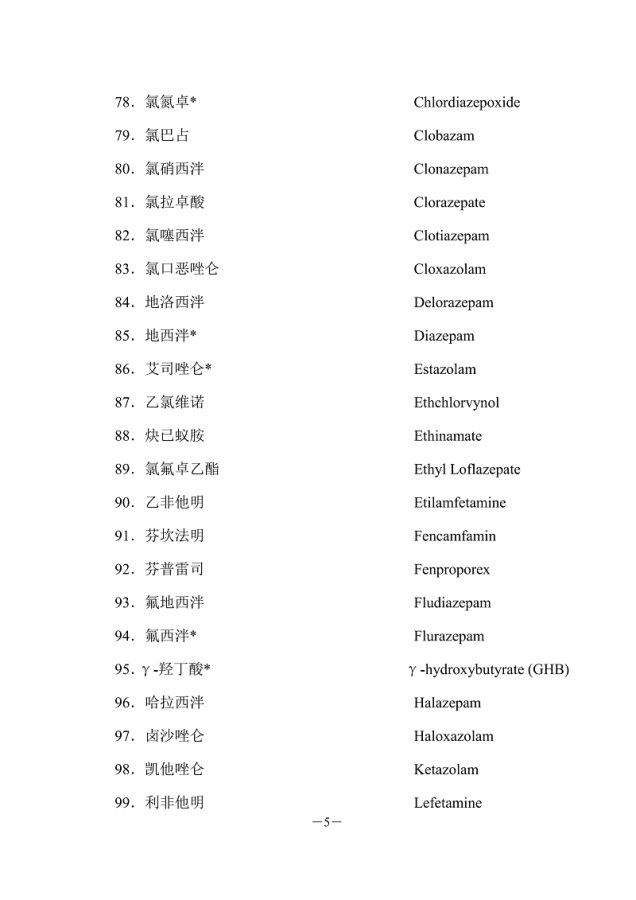 78．氯氮卓* Chlordiazepoxide
79．氯巴占 Clobazam
80．氯硝西泮 Clonazepam
81．氯拉卓酸 Clorazepate
82．氯噻西泮 Clotiazepam
83．氯口恶唑仑 Cloxazolam
84．地洛西泮 Delorazepam
85．地西泮* Diazepam
86．艾司唑仑* Estazolam
87．乙氯维诺 Ethchlorvynol
88．炔已蚁胺 Ethinamate
89．氯氟卓乙酯 Ethyl Loflazepate
90．乙非他明 Etilamfetamine
91．芬坎法明 Fencamfamin
92．芬普雷司 Fenproporex
93．氟地西泮 Fludiazepam
94．氟西泮* Flurazepam
95．γ-羟丁酸* γ-hydroxybutyrate (GHB)
96．哈拉西泮 Halazepam
97．卤沙唑仑 Haloxazolam
98．凯他唑仑 Ketazolam
99．利非他明 Lefetamine
－5－